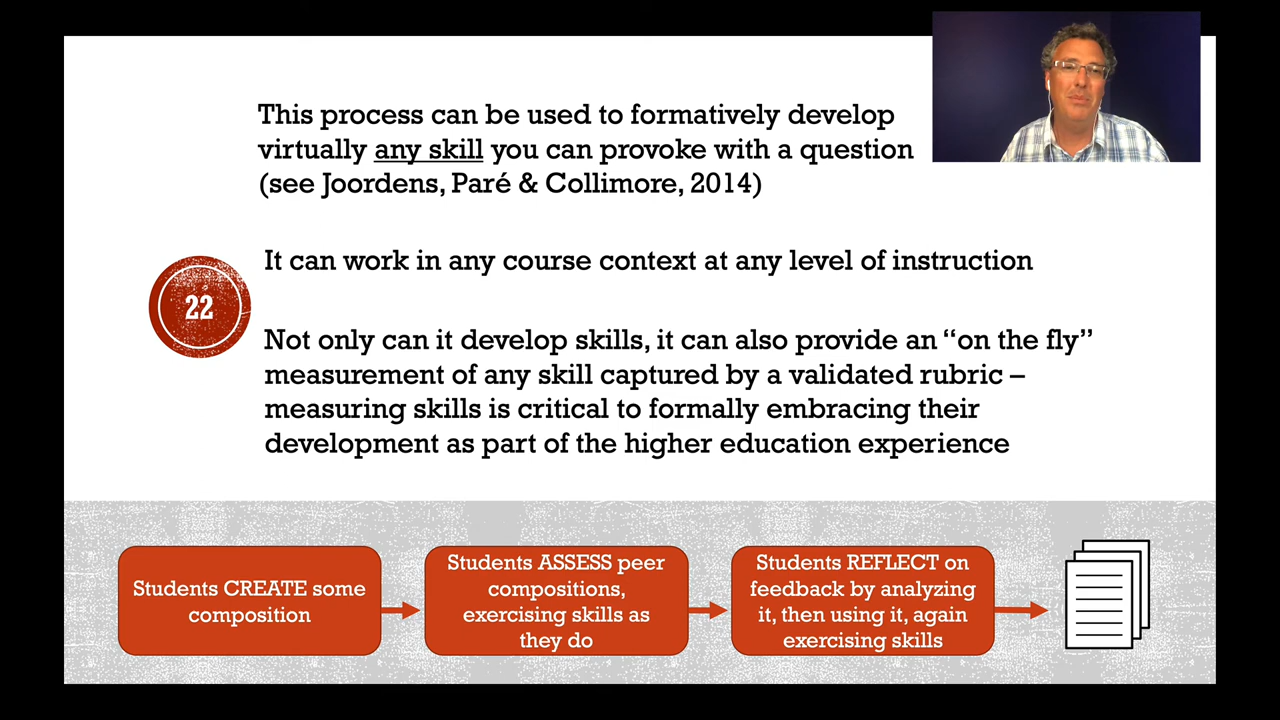 This process can be used to formatively develop
virtually any skill you can provoke with a question
(see Joordens, Paré & Collimore, 2014)
It can work in any course context at any level of instruction
22
Not only can it develop skills, it can also provide an “on the fly”
measurement of any skill captured by a validated rubric –
measuring skills is critical to formally embracing their
development as part of the higher education experience
Students CREATE some
composition
Students ASSESS peer
compositions,
exercising skills as
they do
Students REFLECT on
feedback by analyzing
it, then using it, again
exercising skills